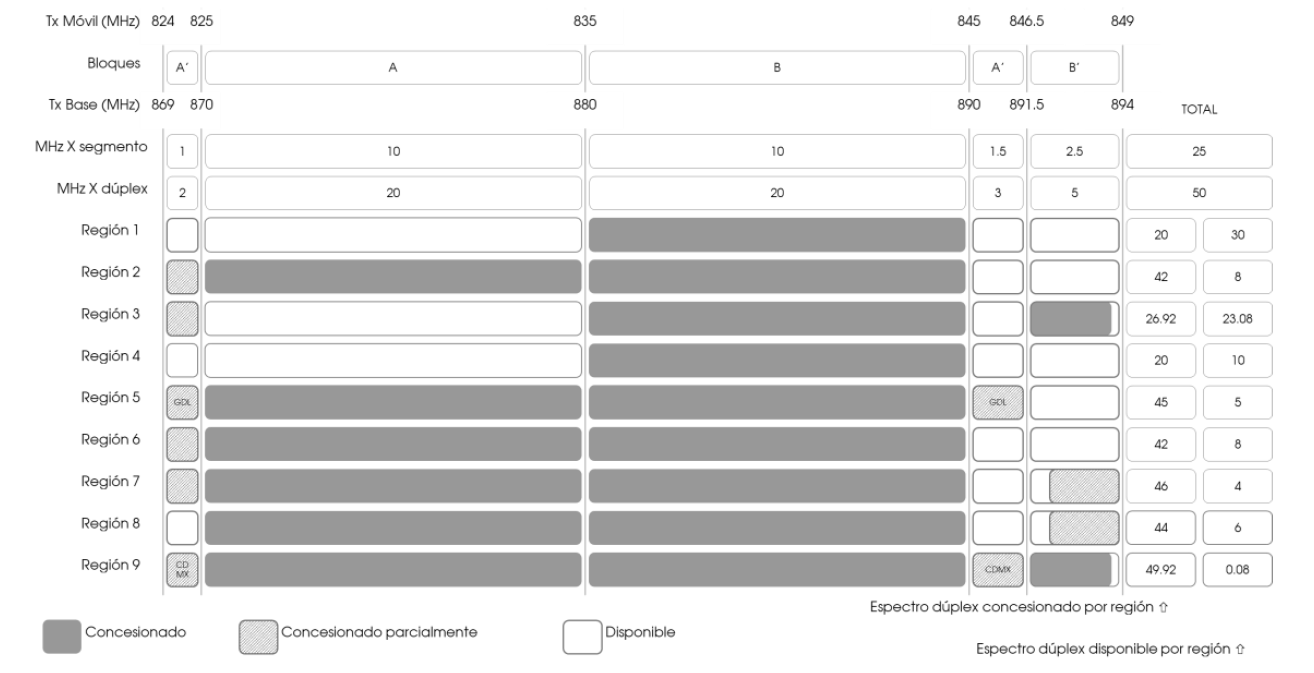 Tx Móvil (MHz) 824 825 835 845 846.5 849
Bloques A´ A B A´ B´
Tx Base (MHz) 869 870 880 890 891.5 894 TOTAL
MHz X segmento 1 10 10 1.5 2.5 25
MHz X dúplex 2 20 20 3 5 50
Región 1 20 30
Región 2 42 8
Región 3 26.92 23.08
Región 4 20 10
Región 5 GDL GDL 45 5
Región 6 42 8
Región 7 46 4
Región 8 44 6
Región 9 CD MX CDMX 49.92 0.08
Espectro dúplex concesionado por región ⇧
Concesionado Concesionado parcialmente Disponible
Espectro dúplex disponible por región ⇧